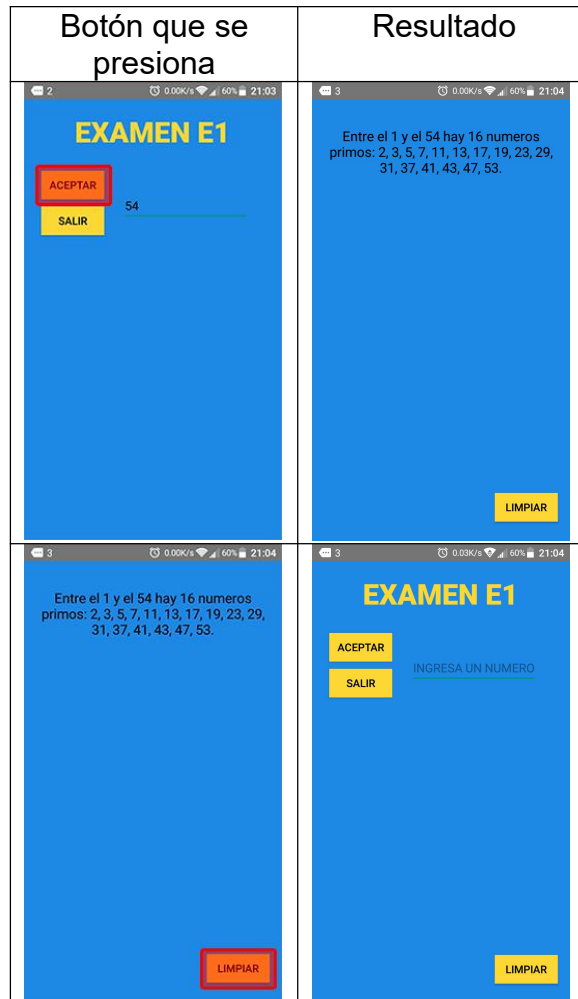 Botón que se
presiona
Resultado
2 0.00K/s 60% 21:03
EXAMEN E1
ACEPTAR
54
SALIR
3 0.00K/s 60% 21:04
Entre el 1 y el 54 hay 16 numeros
primos: 2, 3, 5, 7, 11, 13, 17, 19, 23, 29,
31, 37, 41, 43, 47, 53.
LIMPIAR
3 0.00K/s 60% 21:04
Entre el 1 y el 54 hay 16 numeros
primos: 2, 3, 5, 7, 11, 13, 17, 19, 23, 29,
31, 37, 41, 43, 47, 53.
LIMPIAR
3 0.03K/s 60% 21:04
EXAMEN E1
ACEPTAR
INGRESA UN NUMERO
SALIR
LIMPIAR